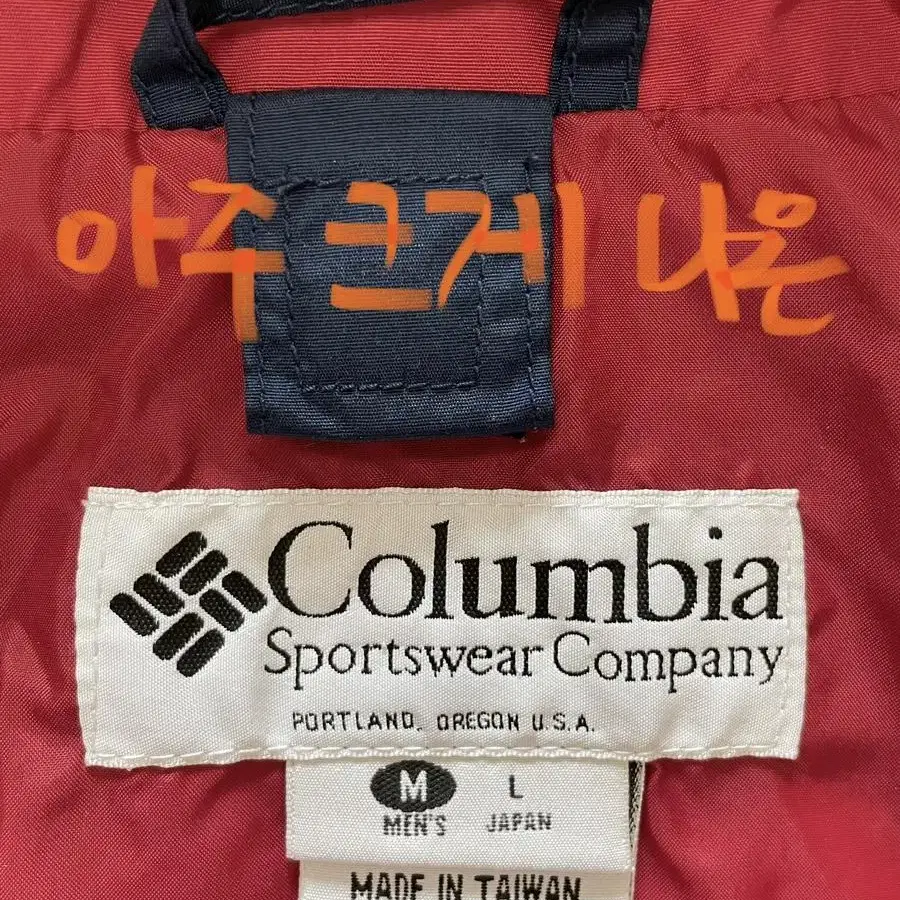 아주 크게 나온
Columbia
Sportswear Company
PORTLAND, OREGON U.S.A.
M L
MEN'S JAPAN
MADE IN TAIWAN